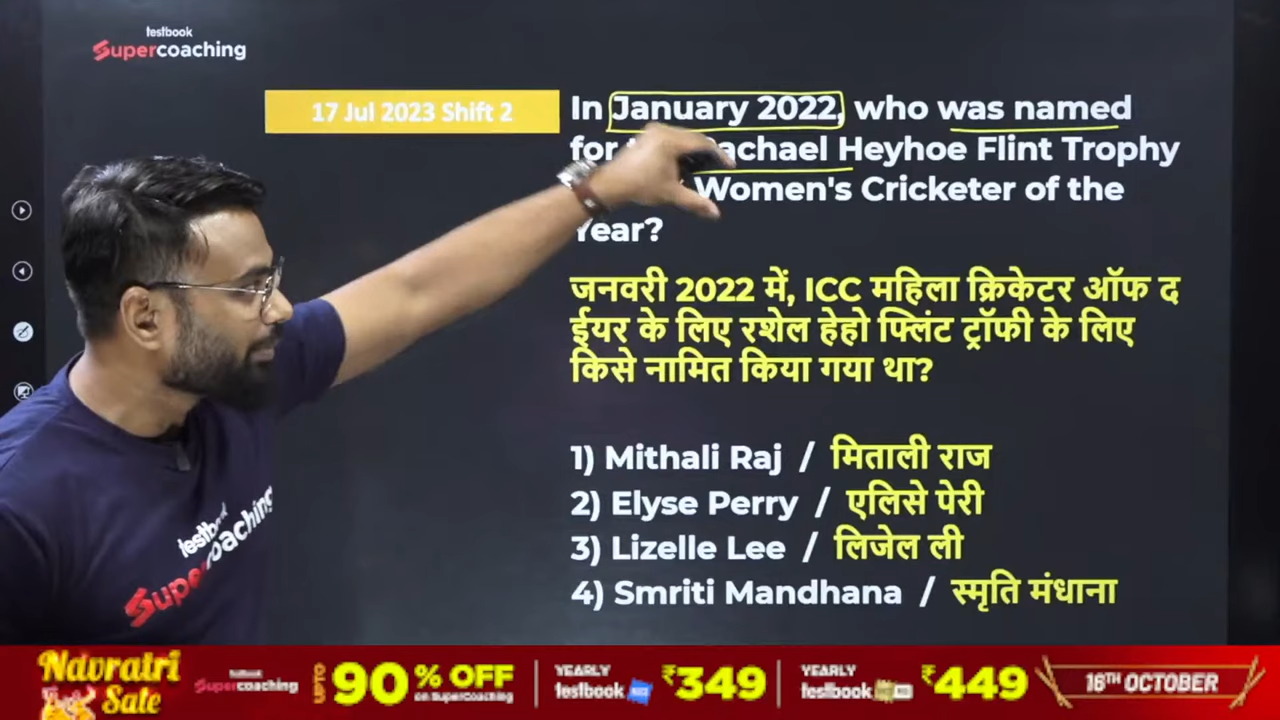 testbook
Supercoaching
17 Jul 2023 Shift 2
In January 2022, who was named
for Rachael Heyhoe Flint Trophy
Women's Cricketer of the
Year?
जनवरी 2022 में, ICC महिला क्रिकेटर ऑफ द
ईयर के लिए रशेल हेहो फ्लिंट ट्रॉफी के लिए
किसे नामित किया गया था?
1) Mithali Raj / मिताली राज
2) Elyse Perry / एलिसे पेरी
3) Lizelle Lee / लिजेल ली
4) Smriti Mandhana / स्मृति मंधाना
testbook
Supercoaching
Navratri
Sale
testbook
Supercoaching
UPTO 90% OFF
on SuperCoaching
YEARLY
testbook
₹349
YEARLY
testbook
₹449
16TH OCTOBER